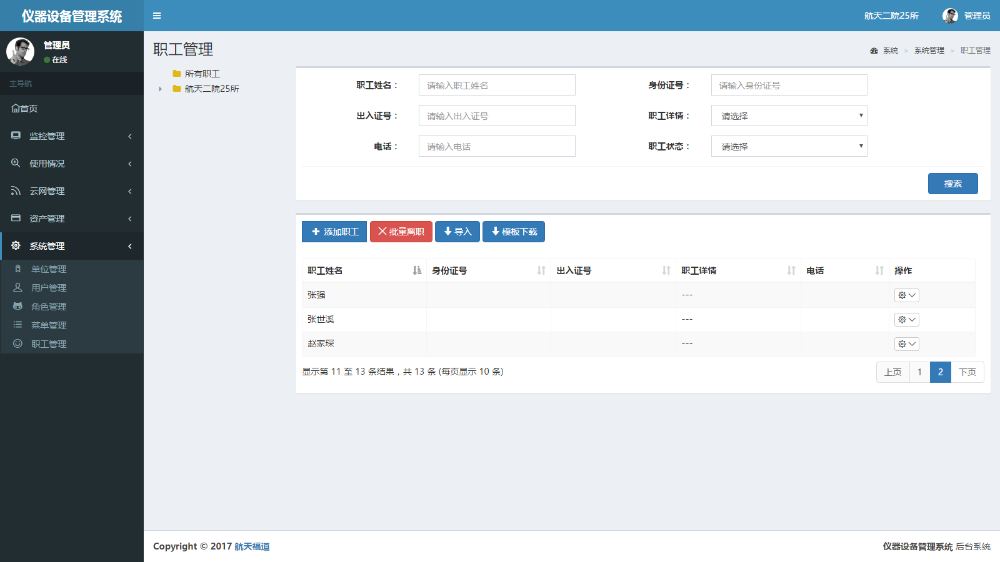 仪器设备管理系统
航天二院25所
管理员
管理员
在线
主导航
首页
监控管理
使用情况
云网管理
资产管理
系统管理
单位管理
用户管理
角色管理
菜单管理
职工管理
职工管理
系统 > 系统管理 > 职工管理
所有职工
航天二院25所
职工姓名： 请输入职工姓名 身份证号： 请输入身份证号
出入证号： 请输入出入证号 职工详情： 请选择
电话： 请输入电话 职工状态： 请选择
搜索
添加职工 批量离职 导入 模板下载
职工姓名 身份证号 出入证号 职工详情 电话 操作
张强 ---
张世溪 ---
赵家琛 ---
显示第 11 至 13 条结果，共 13 条 (每页显示 10 条)
上页 1 2 下页
Copyright © 2017 航天福道
仪器设备管理系统 后台系统